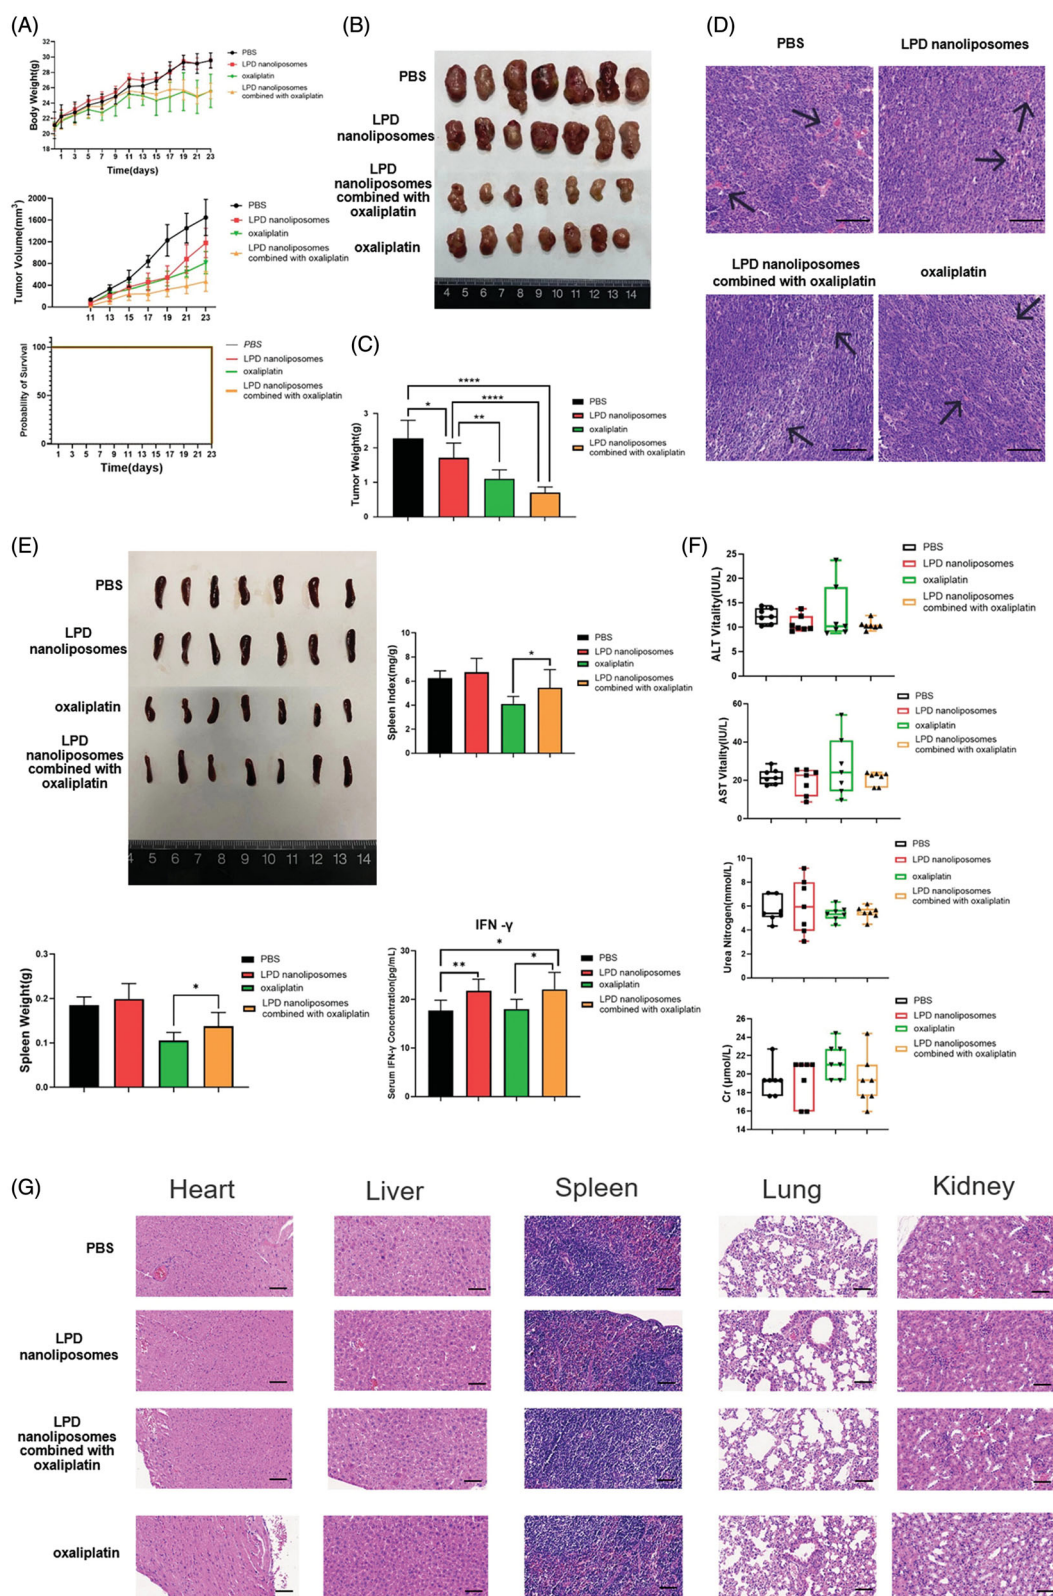 (A)
32
30
28
26
24
22
20
18
Body Weight(g)
1 3 5 7 9 11 13 15 17 19 21 23
Time(days)
PBS
LPD nanoliposomes
oxaliplatin
LPD nanoliposomes
combined with oxaliplatin
2000
1600
1200
800
400
0
Tumor Volume(mm³)
11 13 15 17 19 21 23
Time(days)
PBS
LPD nanoliposomes
oxaliplatin
LPD nanoliposomes
combined with oxaliplatin
100
50
0
Probability of Survival
1 3 5 7 9 11 13 15 17 19 21 23
Time(days)
PBS
LPD nanoliposomes
oxaliplatin
LPD nanoliposomes
combined with oxaliplatin
(B)
PBS
LPD
nanoliposomes
LPD
nanoliposomes
combined with
oxaliplatin
oxaliplatin
4 5 6 7 8 9 10 11 12 13 14
(C)
3
2
1
0
Tumor Weight(g)
****
* ****
**
PBS
LPD nanoliposomes
oxaliplatin
LPD nanoliposomes
combined with oxaliplatin
(D)
PBS
LPD nanoliposomes
LPD nanoliposomes
combined with oxaliplatin
oxaliplatin
(E)
PBS
LPD
nanoliposomes
oxaliplatin
LPD
nanoliposomes
combined with
oxaliplatin
4 5 6 7 8 9 10 11 12 13 14
10
8
6
4
2
0
Spleen Index(mg/g)
*
PBS
LPD nanoliposomes
oxaliplatin
LPD nanoliposomes
combined with oxaliplatin
0.3
0.2
0.1
0.0
Spleen Weight(g)
*
PBS
LPD nanoliposomes
oxaliplatin
LPD nanoliposomes
combined with oxaliplatin
IFN -γ
30
20
10
0
Serum IFN-γ Concentration(pg/mL)
*
** *
PBS
LPD nanoliposomes
oxaliplatin
LPD nanoliposomes
combined with oxaliplatin
(F)
25
20
15
10
5
0
ALT Vitality(IU/L)
PBS
LPD nanoliposomes
oxaliplatin
LPD nanoliposomes
combined with oxaliplatin
60
40
20
0
AST Vitality(IU/L)
PBS
LPD nanoliposomes
oxaliplatin
LPD nanoliposomes
combined with oxaliplatin
10
8
6
4
2
0
Urea Nitrogen(mmol/L)
PBS
LPD nanoliposomes
oxaliplatin
LPD nanoliposomes
combined with oxaliplatin
26
24
22
20
18
16
14
Cr (μmol/L)
PBS
LPD nanoliposomes
oxaliplatin
LPD nanoliposomes
combined with oxaliplatin
(G)
Heart Liver Spleen Lung Kidney
PBS
LPD
nanoliposomes
LPD
nanoliposomes
combined with
oxaliplatin
oxaliplatin